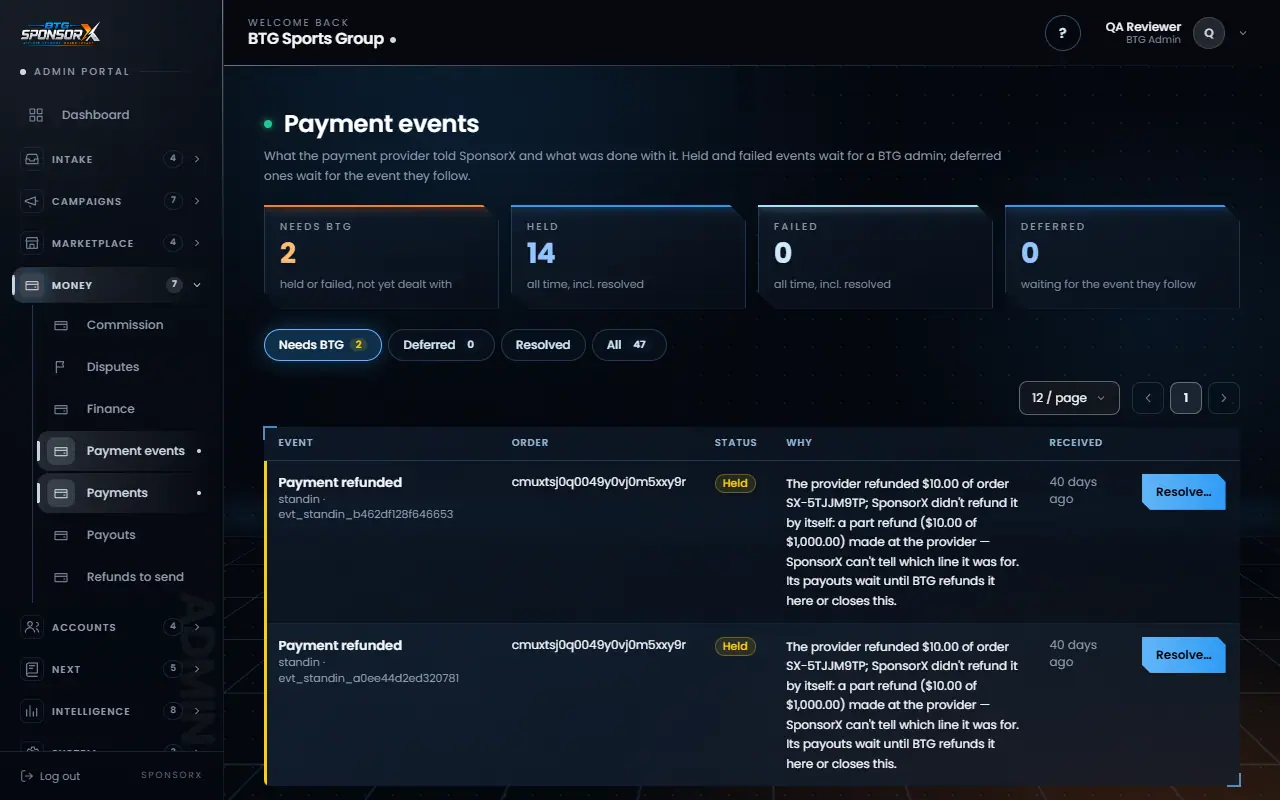 BTG
SPONSORX
ADMIN PORTAL
Dashboard
INTAKE 4
CAMPAIGNS 7
MARKETPLACE 4
MONEY 7
Commission
Disputes
Finance
Payment events
Payments
Payouts
Refunds to send
ACCOUNTS 4
NEXT 5
INTELLIGENCE 8
ADMIN
Log out SPONSORX
WELCOME BACK
BTG Sports Group
?
QA Reviewer
BTG Admin
Q
Payment events
What the payment provider told SponsorX and what was done with it. Held and failed events wait for a BTG admin; deferred
ones wait for the event they follow.
NEEDS BTG
2
held or failed, not yet dealt with
HELD
14
all time, incl. resolved
FAILED
0
all time, incl. resolved
DEFERRED
0
waiting for the event they follow
Needs BTG 2
Deferred 0
Resolved
All 47
12 / page
1
EVENT ORDER STATUS WHY RECEIVED
Payment refunded
standin ·
evt_standin_b462df128f646653
cmuxtsj0q0049y0vj0m5xxy9r
Held
The provider refunded $10.00 of order
SX-5TJJM9TP; SponsorX didn't refund it
by itself: a part refund ($10.00 of
$1,000.00) made at the provider —
SponsorX can't tell which line it was for.
Its payouts wait until BTG refunds it
here or closes this.
40 days
ago
Resolve…
Payment refunded
standin ·
evt_standin_a0ee44d2ed320781
cmuxtsj0q0049y0vj0m5xxy9r
Held
The provider refunded $10.00 of order
SX-5TJJM9TP; SponsorX didn't refund it
by itself: a part refund ($10.00 of
$1,000.00) made at the provider —
SponsorX can't tell which line it was for.
Its payouts wait until BTG refunds it
here or closes this.
40 days
ago
Resolve…